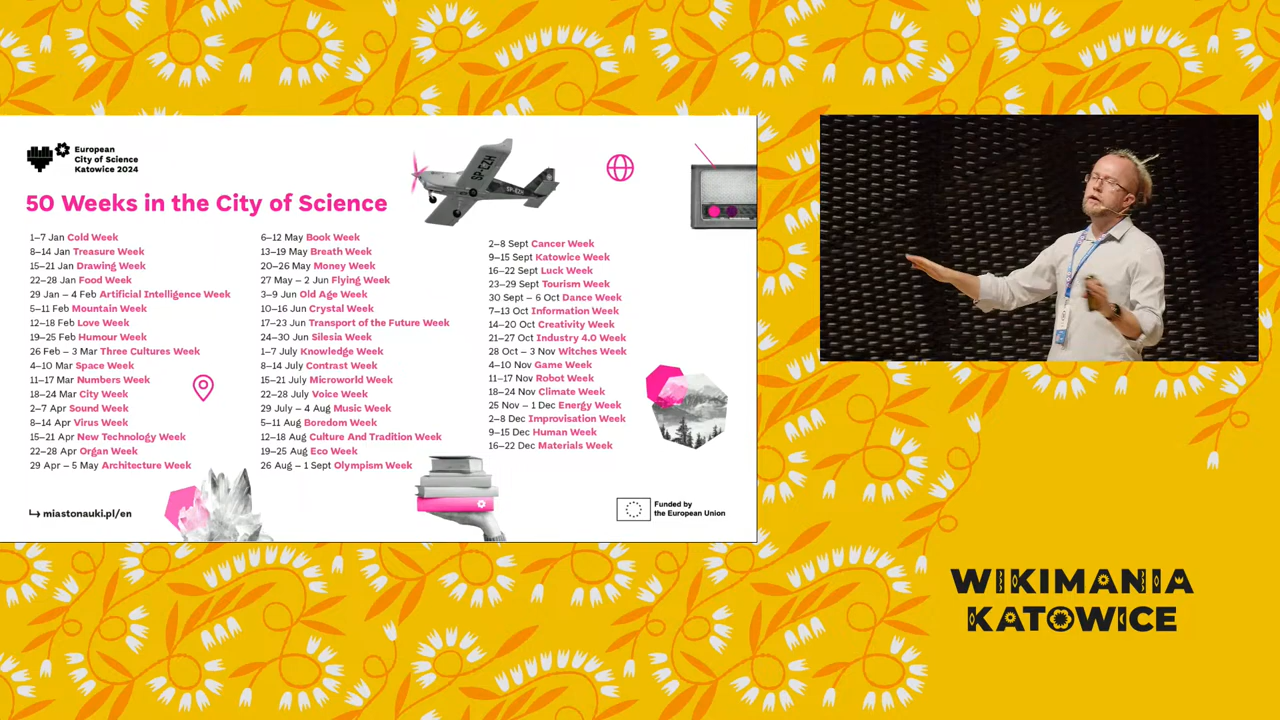 European
City of Science
Katowice 2024
50 Weeks in the City of Science
1–7 Jan Cold Week
8–14 Jan Treasure Week
15–21 Jan Drawing Week
22–28 Jan Food Week
29 Jan – 4 Feb Artificial Intelligence Week
5–11 Feb Mountain Week
12–18 Feb Love Week
19–25 Feb Humour Week
26 Feb – 3 Mar Three Cultures Week
4–10 Mar Space Week
11–17 Mar Numbers Week
18–24 Mar City Week
2–7 Apr Sound Week
8–14 Apr Virus Week
15–21 Apr New Technology Week
22–28 Apr Organ Week
29 Apr – 5 May Architecture Week
6–12 May Book Week
13–19 May Breath Week
20–26 May Money Week
27 May – 2 Jun Flying Week
3–9 Jun Old Age Week
10–16 Jun Crystal Week
17–23 Jun Transport of the Future Week
24–30 Jun Silesia Week
1–7 July Knowledge Week
8–14 July Contrast Week
15–21 July Microworld Week
22–28 July Voice Week
29 July – 4 Aug Music Week
5–11 Aug Boredom Week
12–18 Aug Culture And Tradition Week
19–25 Aug Eco Week
26 Aug – 1 Sept Olympism Week
2–8 Sept Cancer Week
9–15 Sept Katowice Week
16–22 Sept Luck Week
23–29 Sept Tourism Week
30 Sept – 6 Oct Dance Week
7–13 Oct Information Week
14–20 Oct Creativity Week
21–27 Oct Industry 4.0 Week
28 Oct – 3 Nov Witches Week
4–10 Nov Game Week
11–17 Nov Robot Week
18–24 Nov Climate Week
25 Nov – 1 Dec Energy Week
2–8 Dec Improvisation Week
9–15 Dec Human Week
16–22 Dec Materials Week
SP-CZH
SP-CZH
miastonauki.pl/en
Funded by
the European Union
WIKIMANIA
KATOWICE